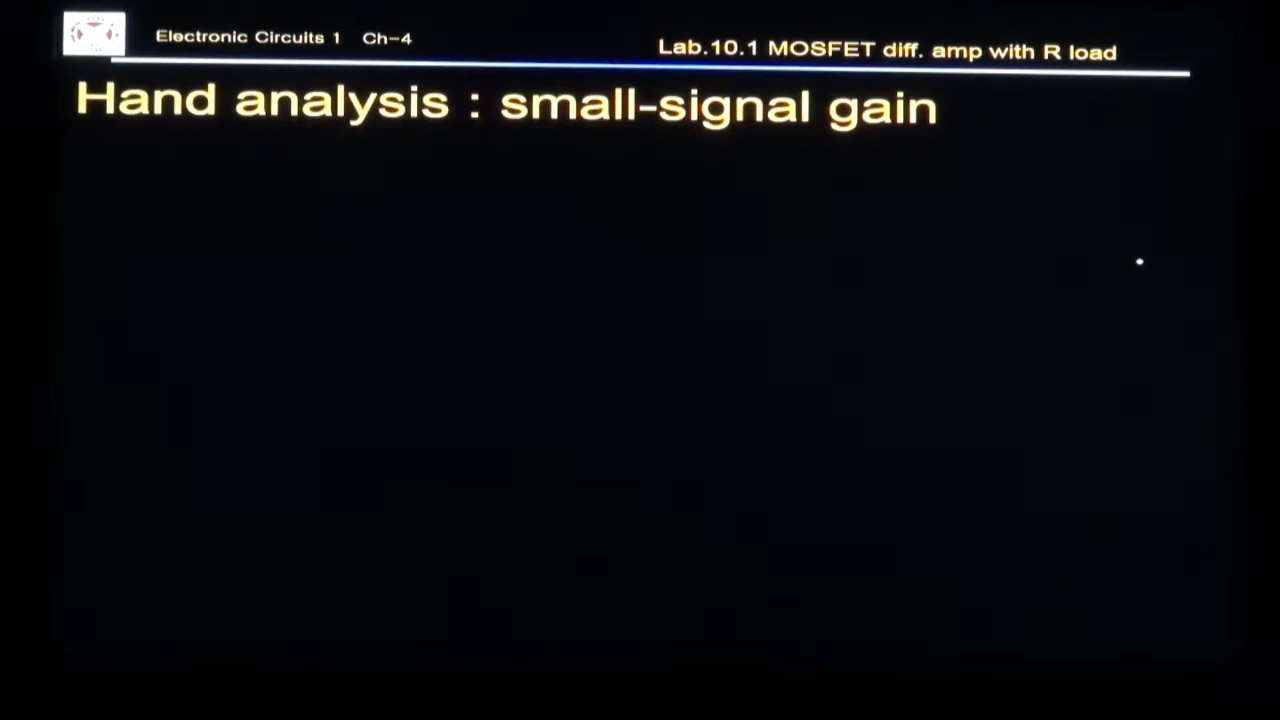 Electronic Circuits 1 Ch-4
Lab.10.1 MOSFET diff. amp with R load
Hand analysis : small-signal gain